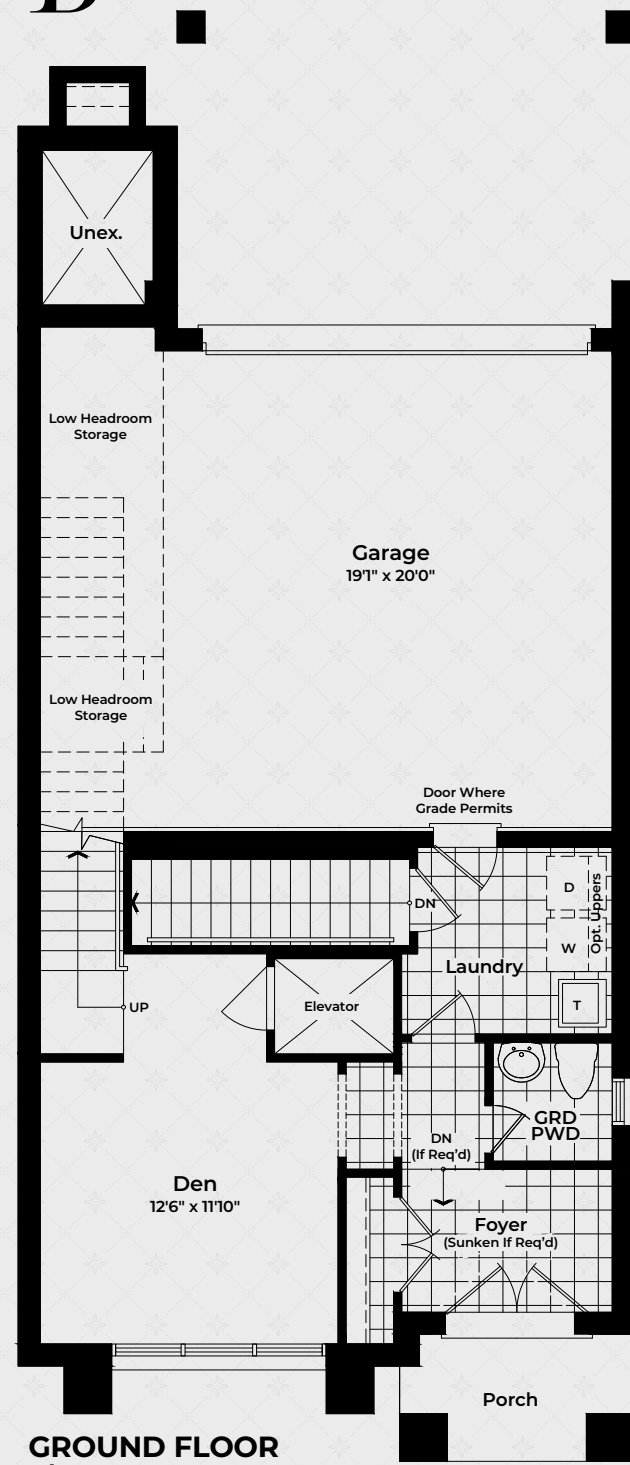 Unex.
Low Headroom
Storage
Garage
19'1" x 20'0"
Low Headroom
Storage
Door Where
Grade Permits
D
Opt. Uppers
DN
W
Laundry
T
Elevator
UP
GRD
PWD
DN
(If Req'd)
Den
12'6" x 11'10"
Foyer
(Sunken If Req'd)
Porch
GROUND FLOOR